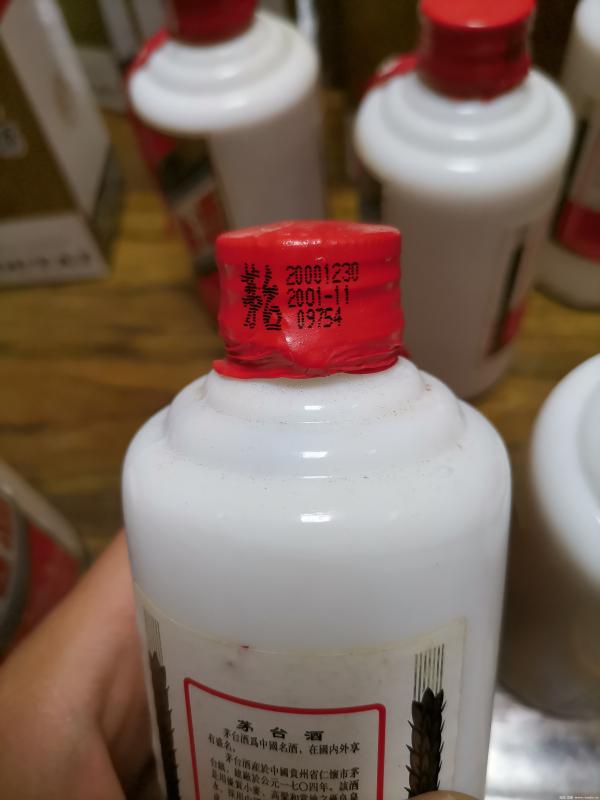 茅台
20001230
2001-11
09754
茅台酒
茅台酒爲中國名酒，在國内外享
有盛名。
茅台酒產於中國貴州省仁懷市茅
台鎮，建廠於公元一七〇四年。該酒